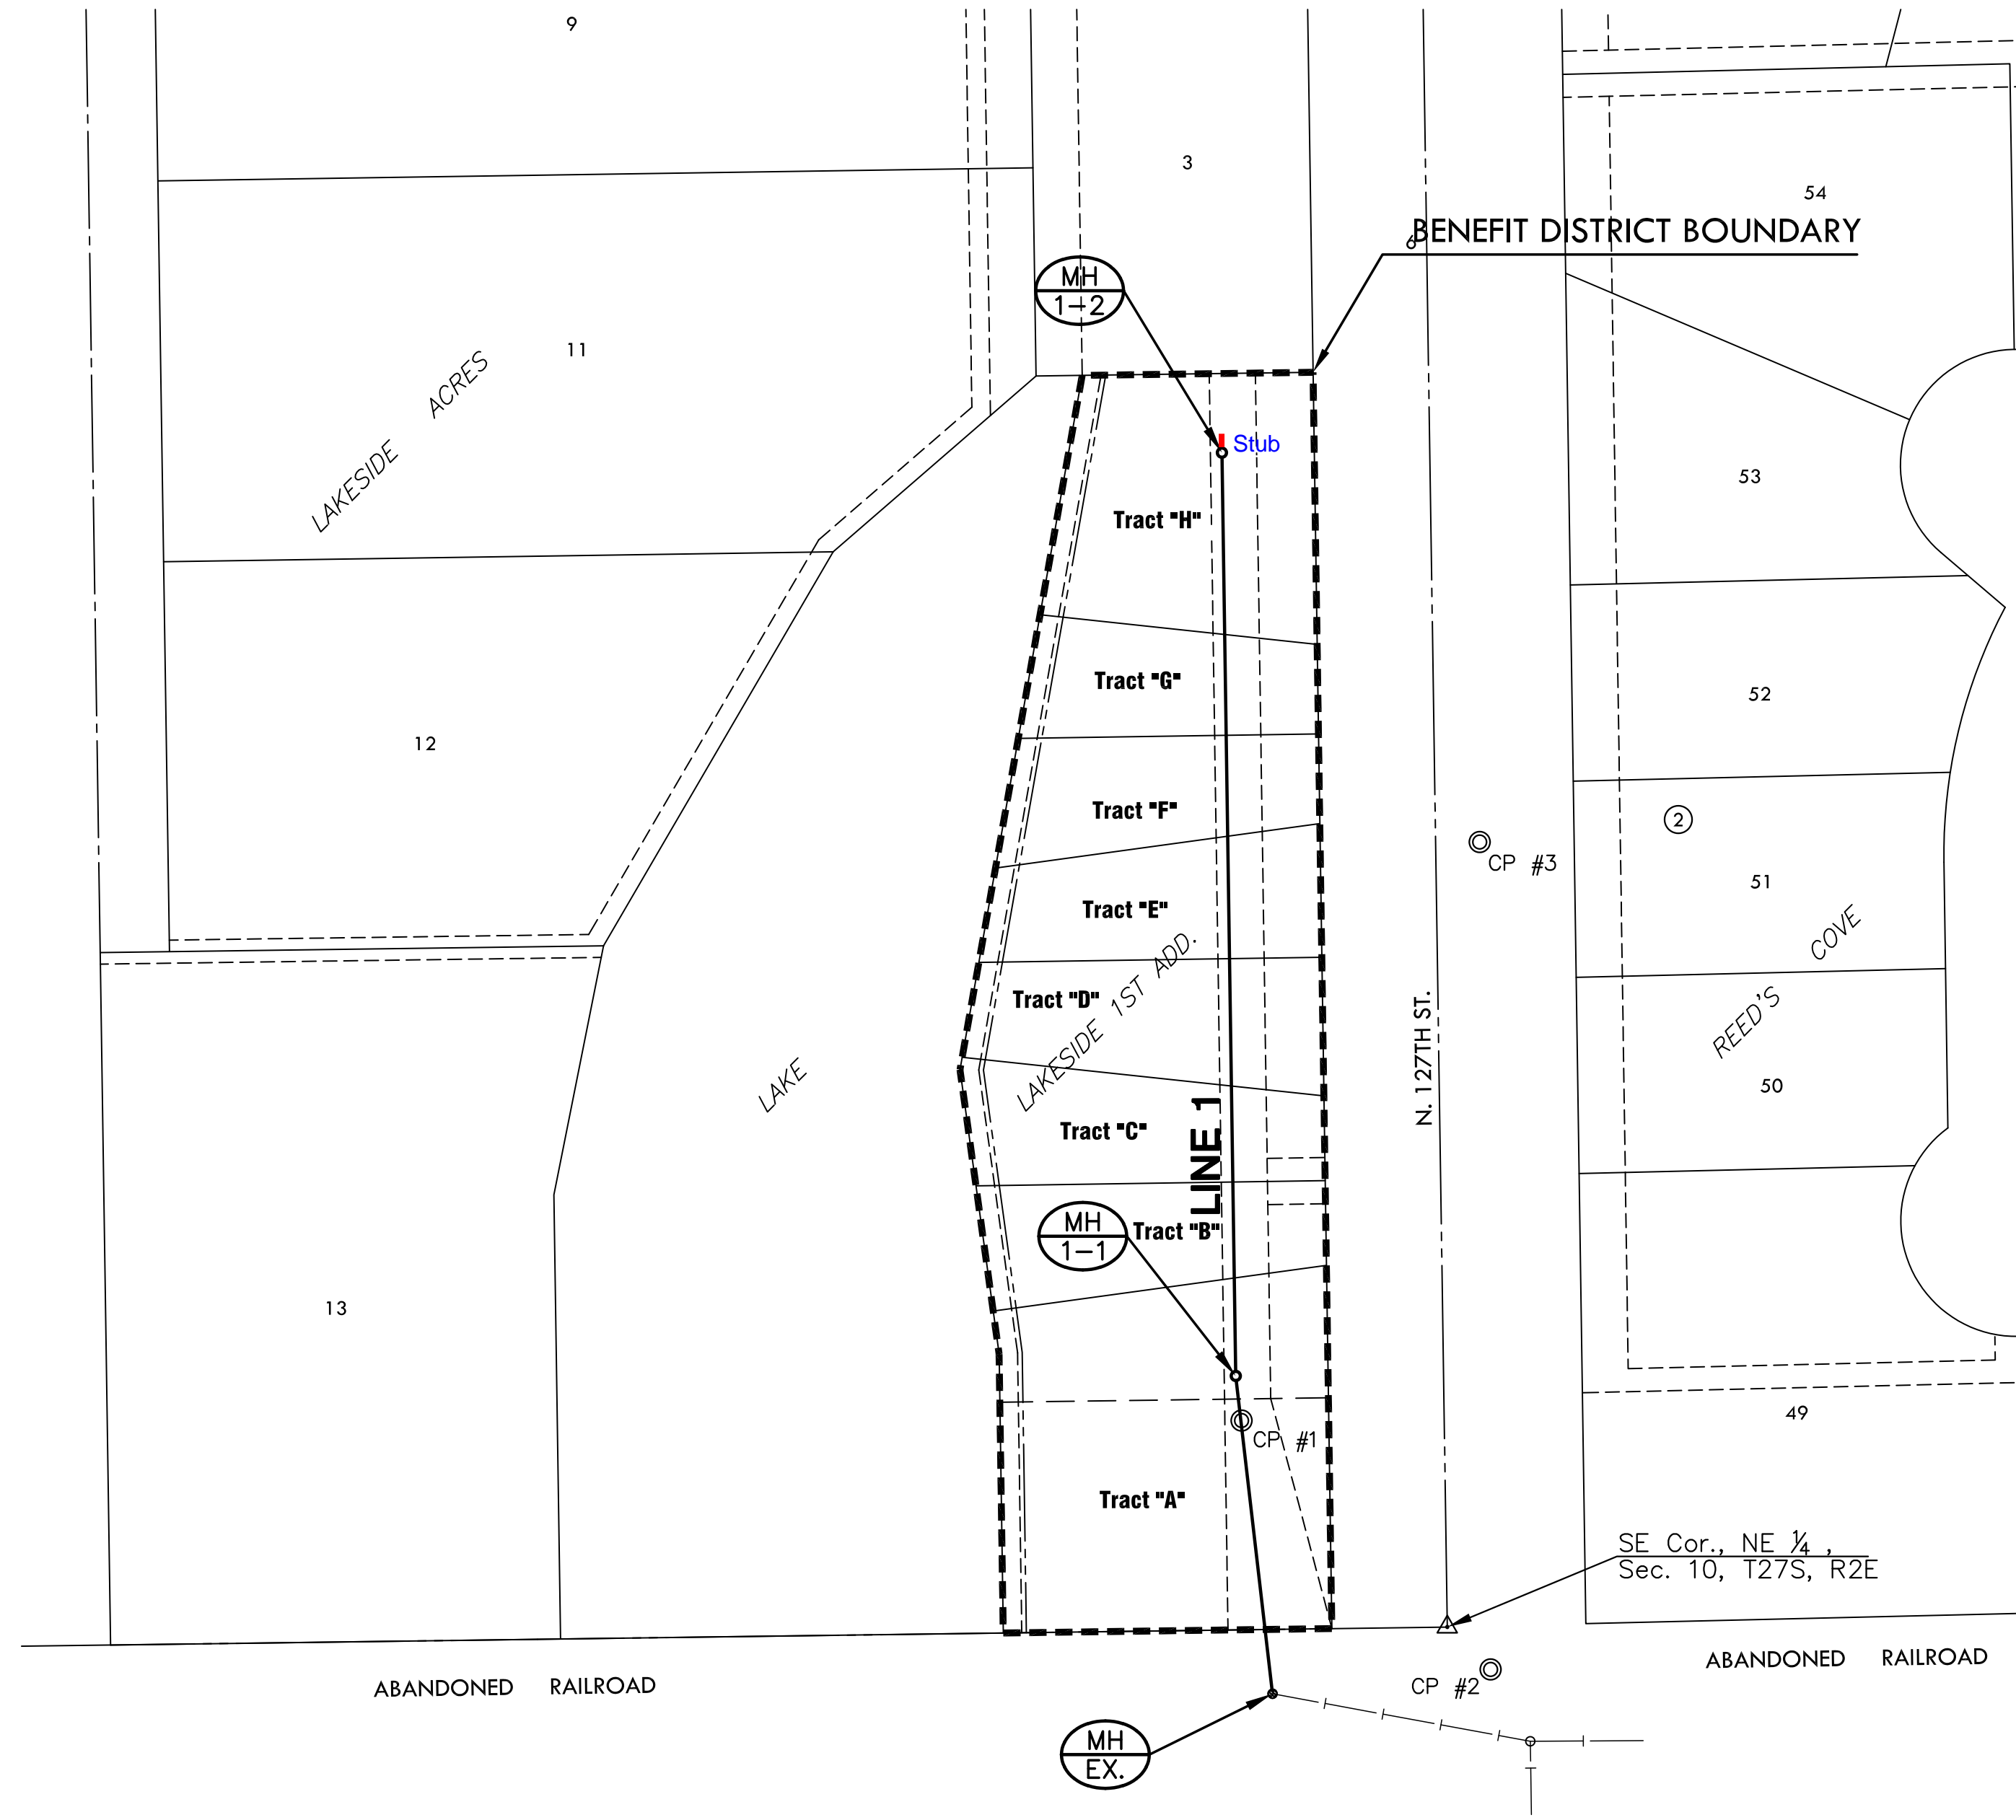 9
3
54
BENEFIT DISTRICT BOUNDARY
6
MH
1-2
11
LAKESIDE ACRES
Stub
53
Tract "H"
Tract "G"
52
12
Tract "F"
2
CP #3
51
Tract "E"
COVE
REED'S
LAKESIDE 1ST ADD.
Tract "D"
N. 127TH ST.
50
LAKE
Tract "C"
LINE 1
MH
1-1
Tract "B"
13
49
CP #1
Tract "A"
SE Cor., NE ¼ ,
Sec. 10, T27S, R2E
ABANDONED RAILROAD
ABANDONED RAILROAD
CP #2
MH
EX.